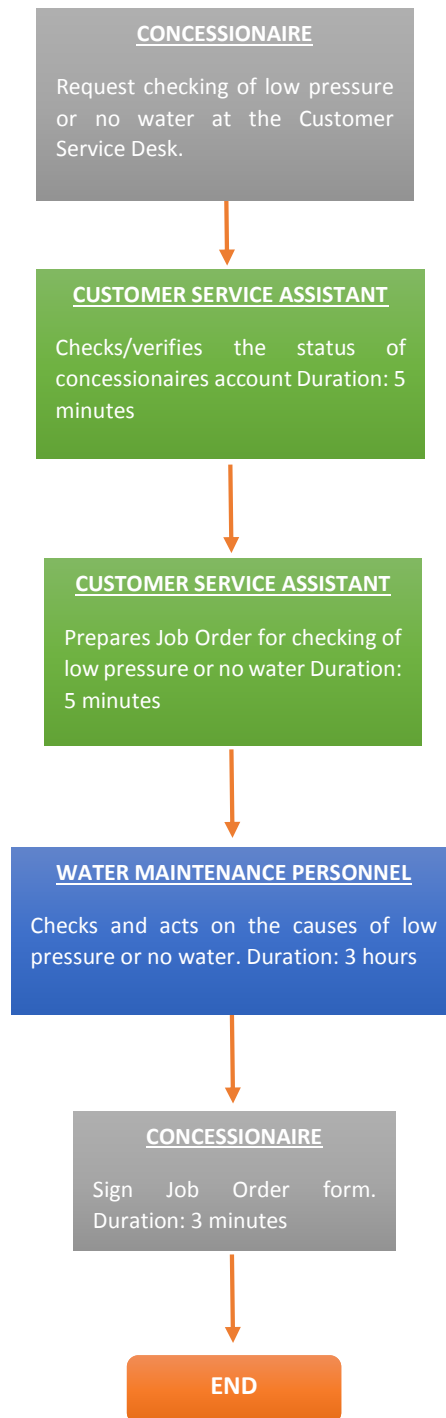 CONCESSIONAIRE
Request checking of low pressure
or no water at the Customer
Service Desk.
CUSTOMER SERVICE ASSISTANT
Checks/verifies the status of
concessionaires account Duration: 5
minutes
CUSTOMER SERVICE ASSISTANT
Prepares Job Order for checking of
low pressure or no water Duration:
5 minutes
WATER MAINTENANCE PERSONNEL
Checks and acts on the causes of low
pressure or no water. Duration: 3 hours
CONCESSIONAIRE
Sign Job Order form.
Duration: 3 minutes
END